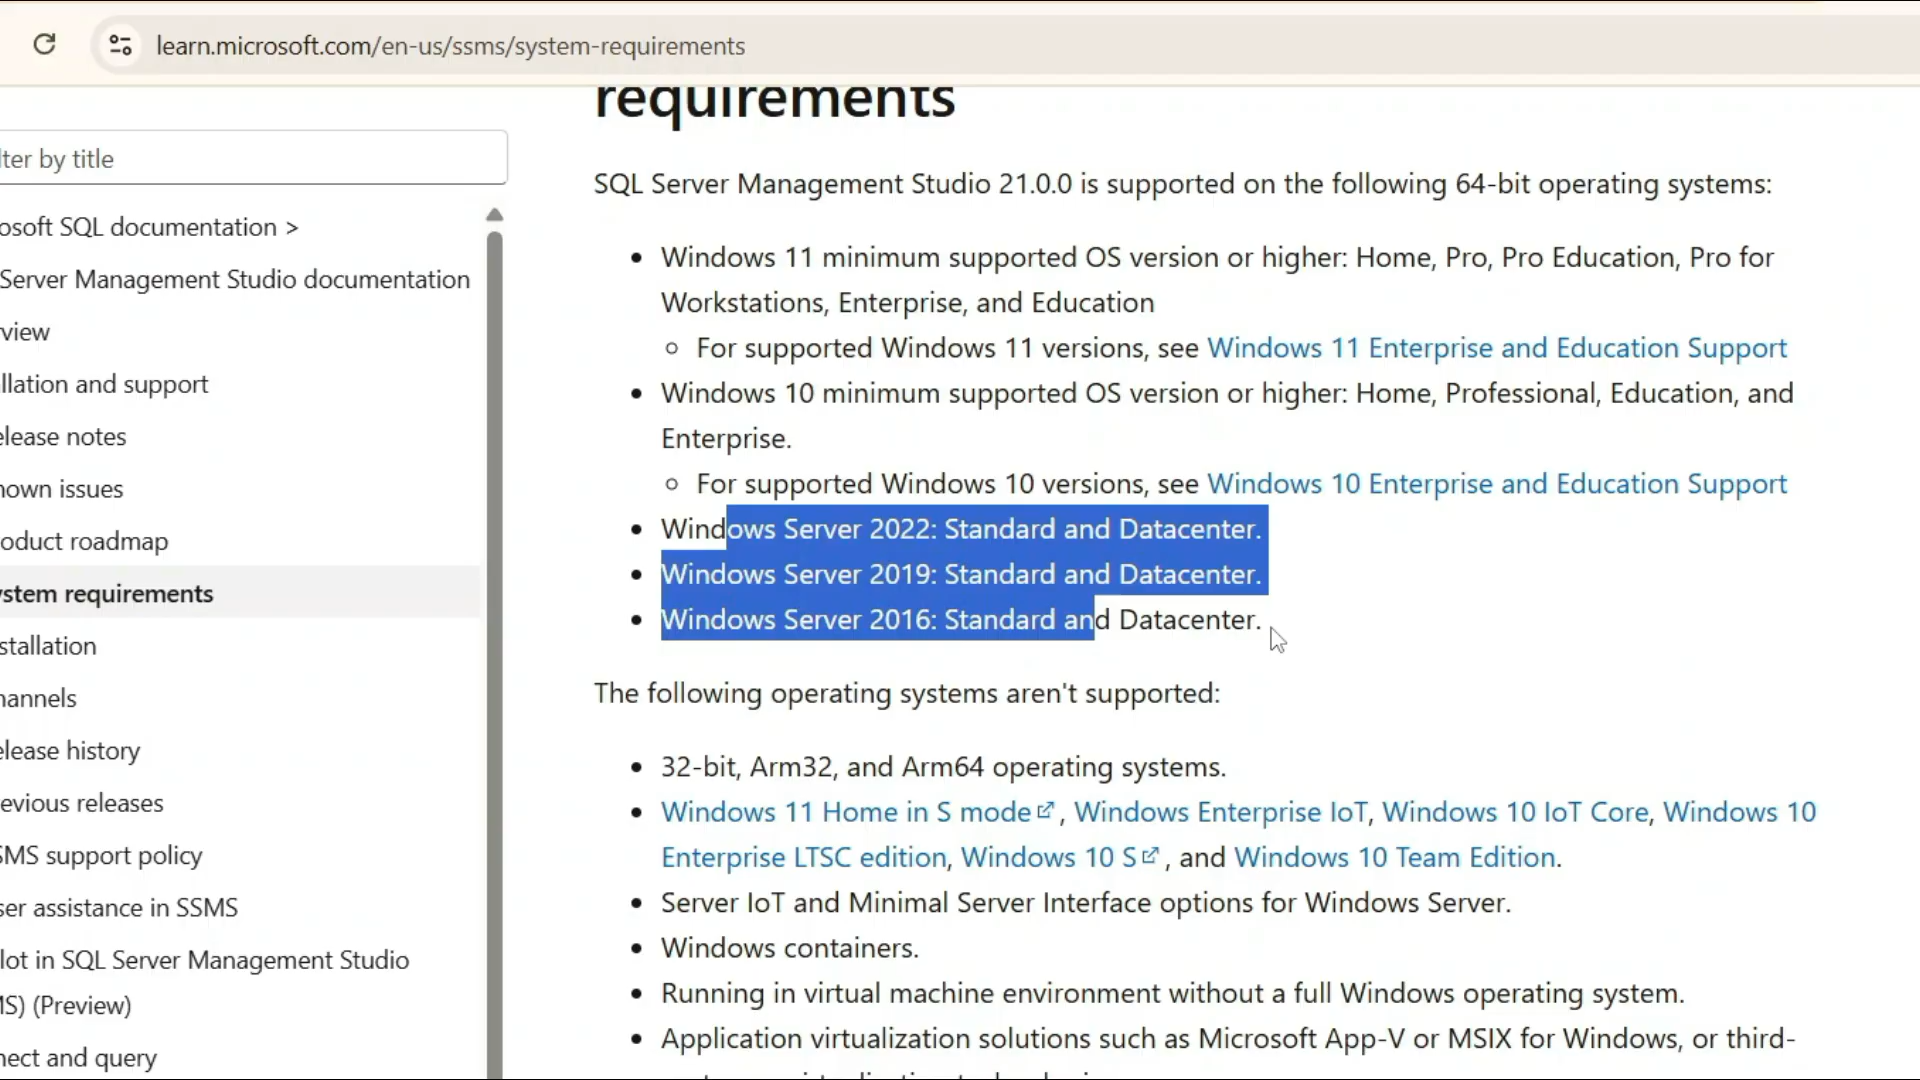 learn.microsoft.com/en-us/ssms/system-requirements
requirements
lter by title
osoft SQL documentation >
Server Management Studio documentation
view
llation and support
elease notes
nown issues
oduct roadmap
ystem requirements
stallation
hannels
elease history
evious releases
SMS support policy
ser assistance in SSMS
lot in SQL Server Management Studio
MS) (Preview)
nect and query
SQL Server Management Studio 21.0.0 is supported on the following 64-bit operating systems:
• Windows 11 minimum supported OS version or higher: Home, Pro, Pro Education, Pro for
Workstations, Enterprise, and Education
○ For supported Windows 11 versions, see Windows 11 Enterprise and Education Support
• Windows 10 minimum supported OS version or higher: Home, Professional, Education, and
Enterprise.
○ For supported Windows 10 versions, see Windows 10 Enterprise and Education Support
• Windows Server 2022: Standard and Datacenter.
• Windows Server 2019: Standard and Datacenter.
• Windows Server 2016: Standard and Datacenter.
The following operating systems aren't supported:
• 32-bit, Arm32, and Arm64 operating systems.
• Windows 11 Home in S mode, Windows Enterprise IoT, Windows 10 IoT Core, Windows 10
Enterprise LTSC edition, Windows 10 S, and Windows 10 Team Edition.
• Server IoT and Minimal Server Interface options for Windows Server.
• Windows containers.
• Running in virtual machine environment without a full Windows operating system.
• Application virtualization solutions such as Microsoft App-V or MSIX for Windows, or third-